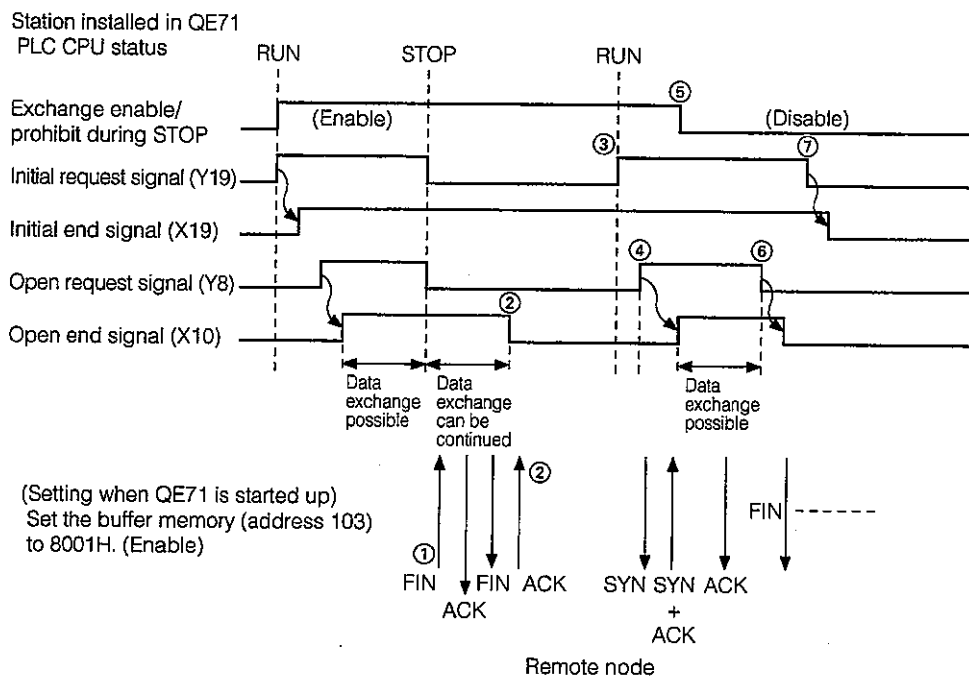 Station installed in QE71
PLC CPU status
RUN
STOP
RUN
Exchange enable/
prohibit during STOP
(Enable)
⑤
(Disable)
Initial request signal (Y19)
③
⑦
Initial end signal (X19)
Open request signal (Y8)
④
⑥
Open end signal (X10)
②
Data
exchange
possible
Data
exchange
can be
continued
Data
exchange
possible
(Setting when QE71 is started up)
Set the buffer memory (address 103)
to 8001H. (Enable)
①
②
FIN
ACK
FIN
ACK
SYN
SYN
+
ACK
ACK
FIN
Remote node